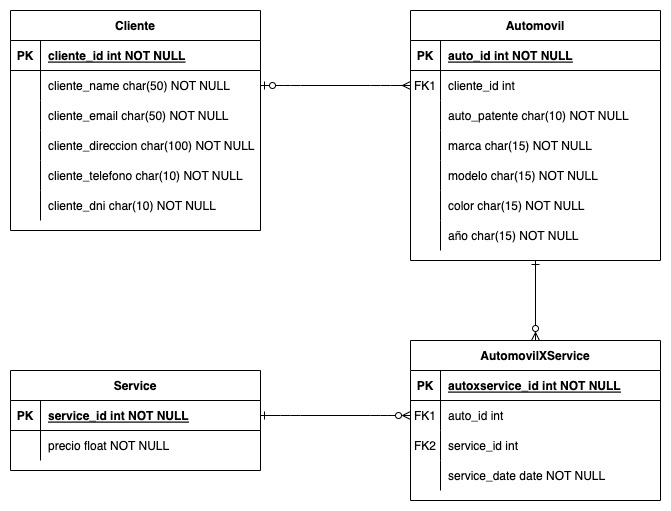 Cliente
PK cliente_id int NOT NULL
cliente_name char(50) NOT NULL
cliente_email char(50) NOT NULL
cliente_direccion char(100) NOT NULL
cliente_telefono char(10) NOT NULL
cliente_dni char(10) NOT NULL
Automovil
PK auto_id int NOT NULL
FK1 cliente_id int
auto_patente char(10) NOT NULL
marca char(15) NOT NULL
modelo char(15) NOT NULL
color char(15) NOT NULL
año char(15) NOT NULL
Service
PK service_id int NOT NULL
precio float NOT NULL
AutomovilXService
PK autoxservice_id int NOT NULL
FK1 auto_id int
FK2 service_id int
service_date date NOT NULL